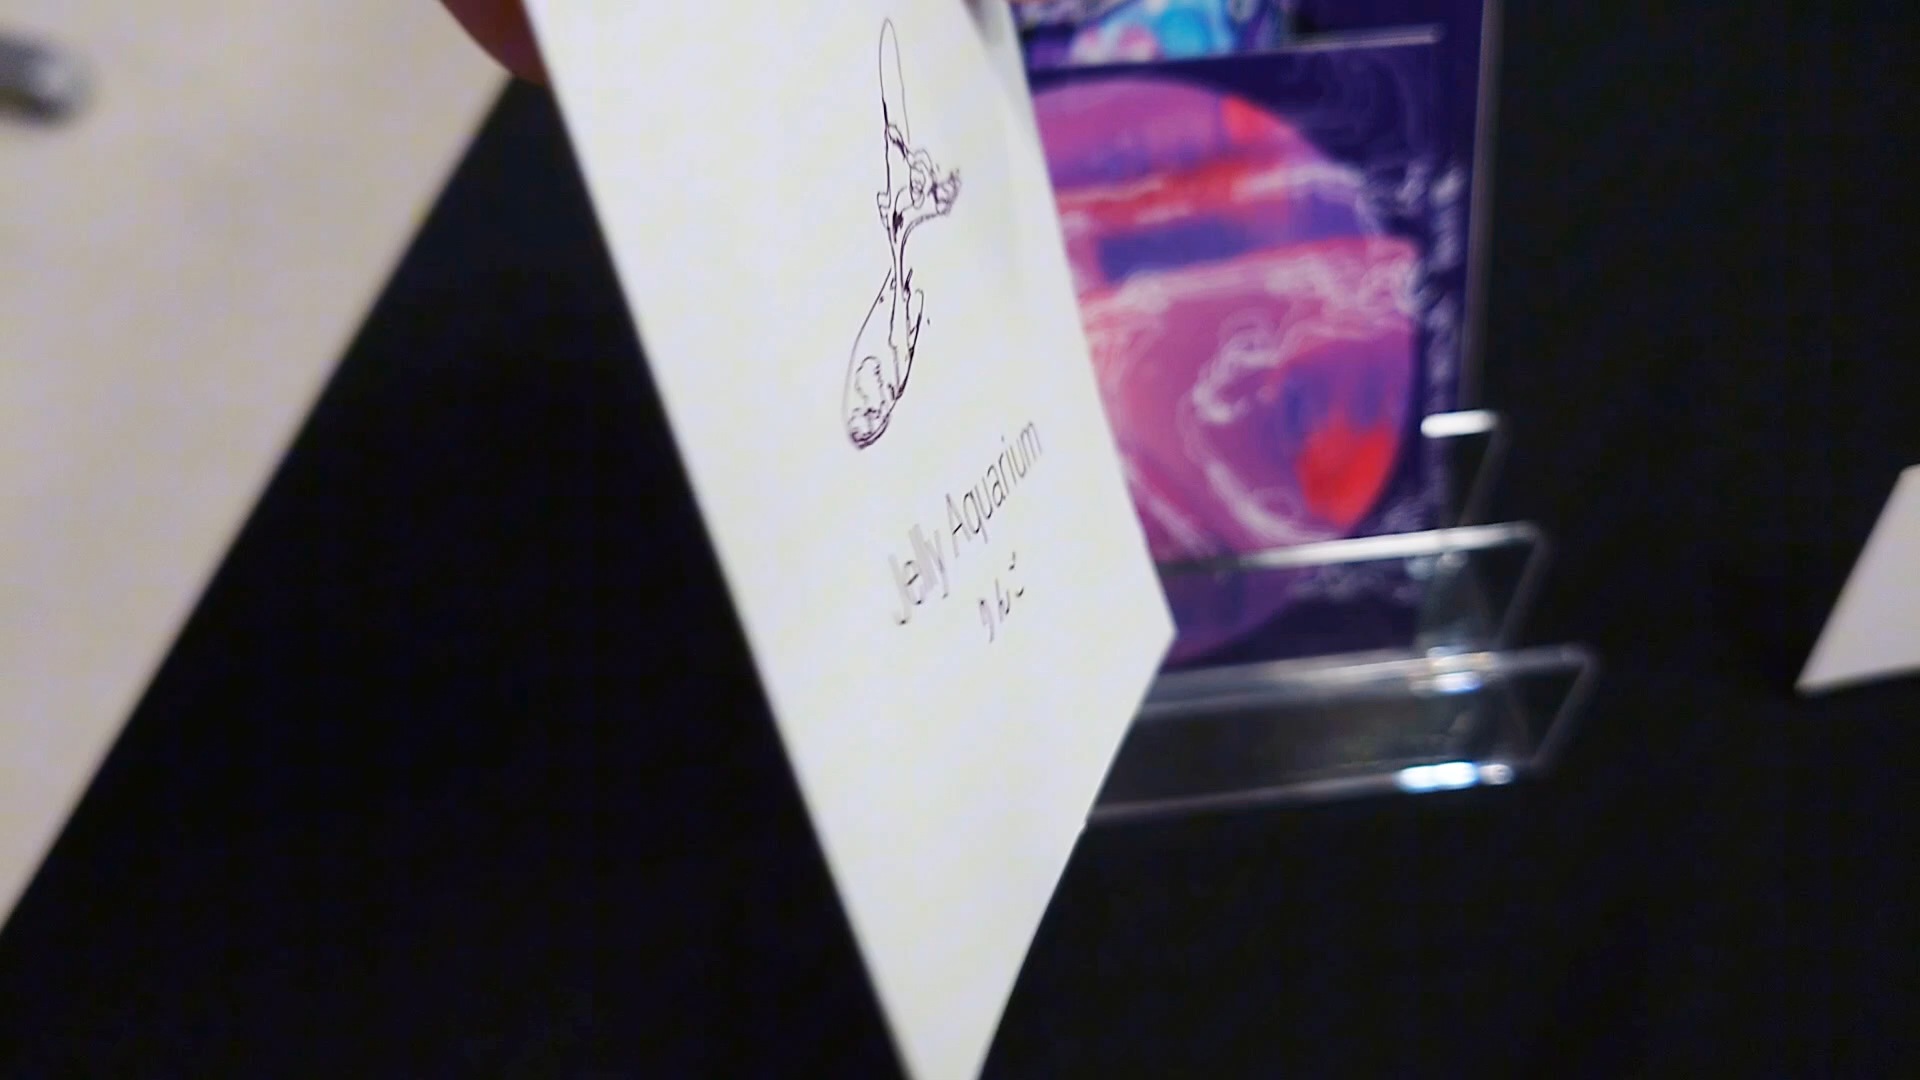 Jelly Aquarium
りんご